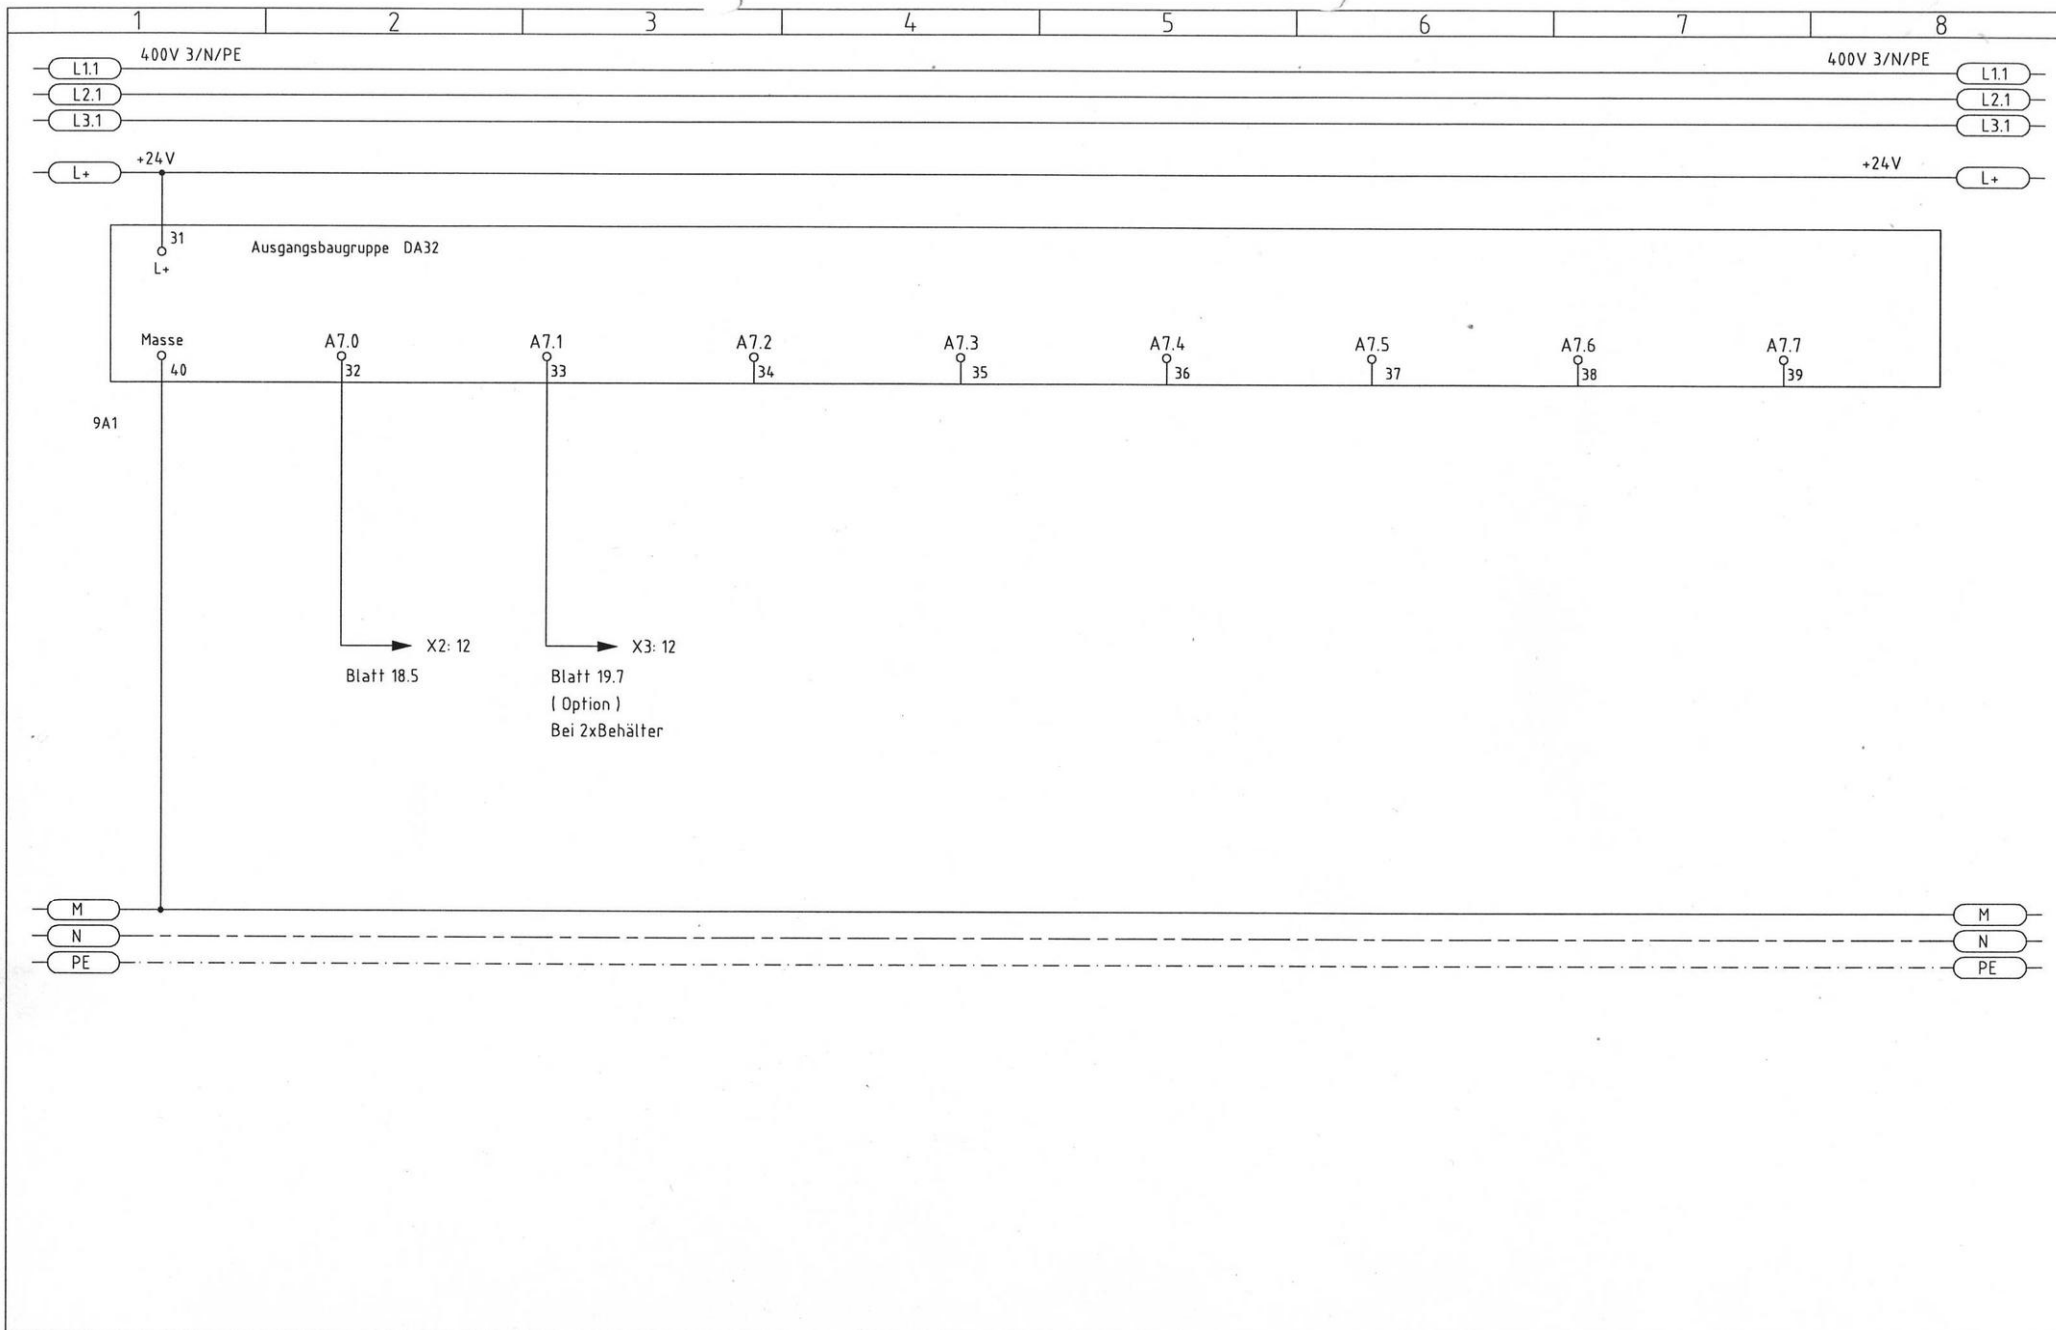 1 2 3 4 5 6 7 8
400V 3/N/PE 400V 3/N/PE
L1.1 L1.1
L2.1 L2.1
L3.1 L3.1
+24V +24V
L+ L+
31 Ausgangsbaugruppe DA32
L+
Masse A7.0 A7.1 A7.2 A7.3 A7.4 A7.5 A7.6 A7.7
40 32 33 34 35 36 37 38 39
9A1
X2: 12 X3: 12
Blatt 18.5 Blatt 19.7
( Option )
Bei 2xBehälter
M M
N N
PE PE